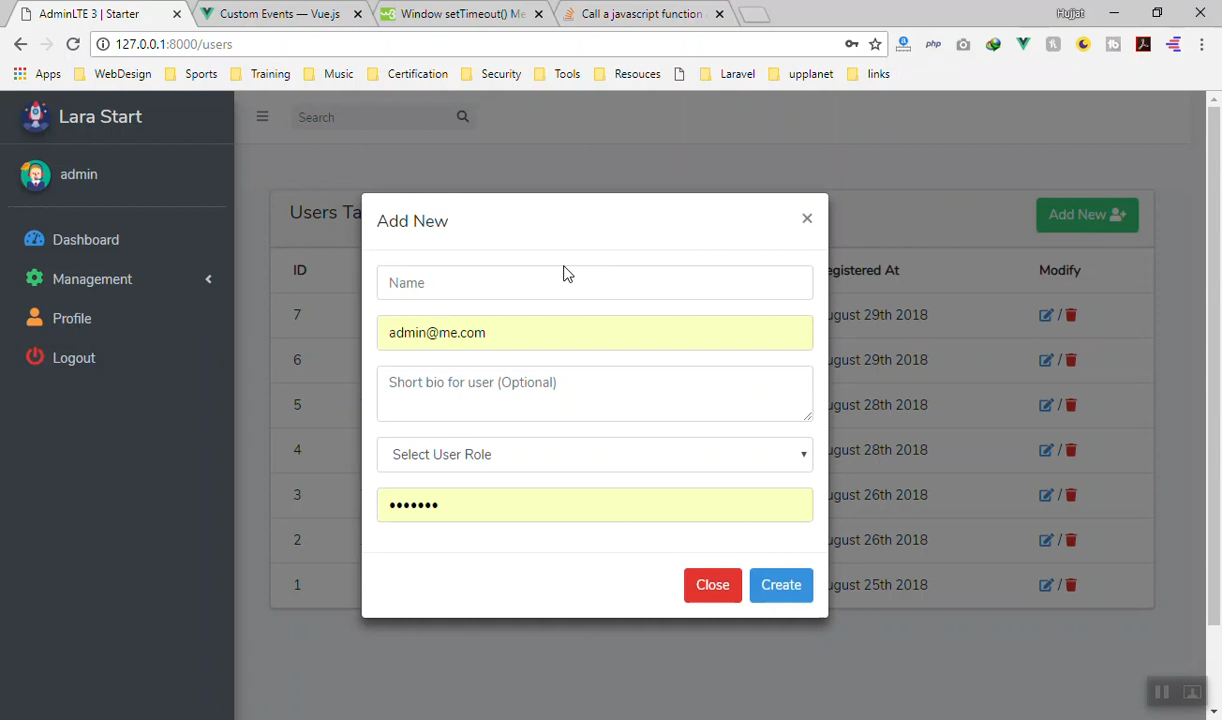 AdminLTE 3 | Starter
Custom Events — Vue.js
Window setTimeout() Me
Call a javascript function
Hujjat
127.0.0.1:8000/users
php
Apps
WebDesign
Sports
Training
Music
Certification
Security
Tools
Resouces
Laravel
upplanet
links
Lara Start
Search
admin
Dashboard
Management
Profile
Logout
Users Ta
Add New
ID
egistered At
Modify
7
ugust 29th 2018
/
6
ugust 29th 2018
/
5
ugust 28th 2018
/
4
ugust 28th 2018
/
3
ugust 26th 2018
/
2
ugust 26th 2018
/
1
ugust 25th 2018
/
Add New
×
Name
admin@me.com
Short bio for user (Optional)
Select User Role
•••••••
Close
Create